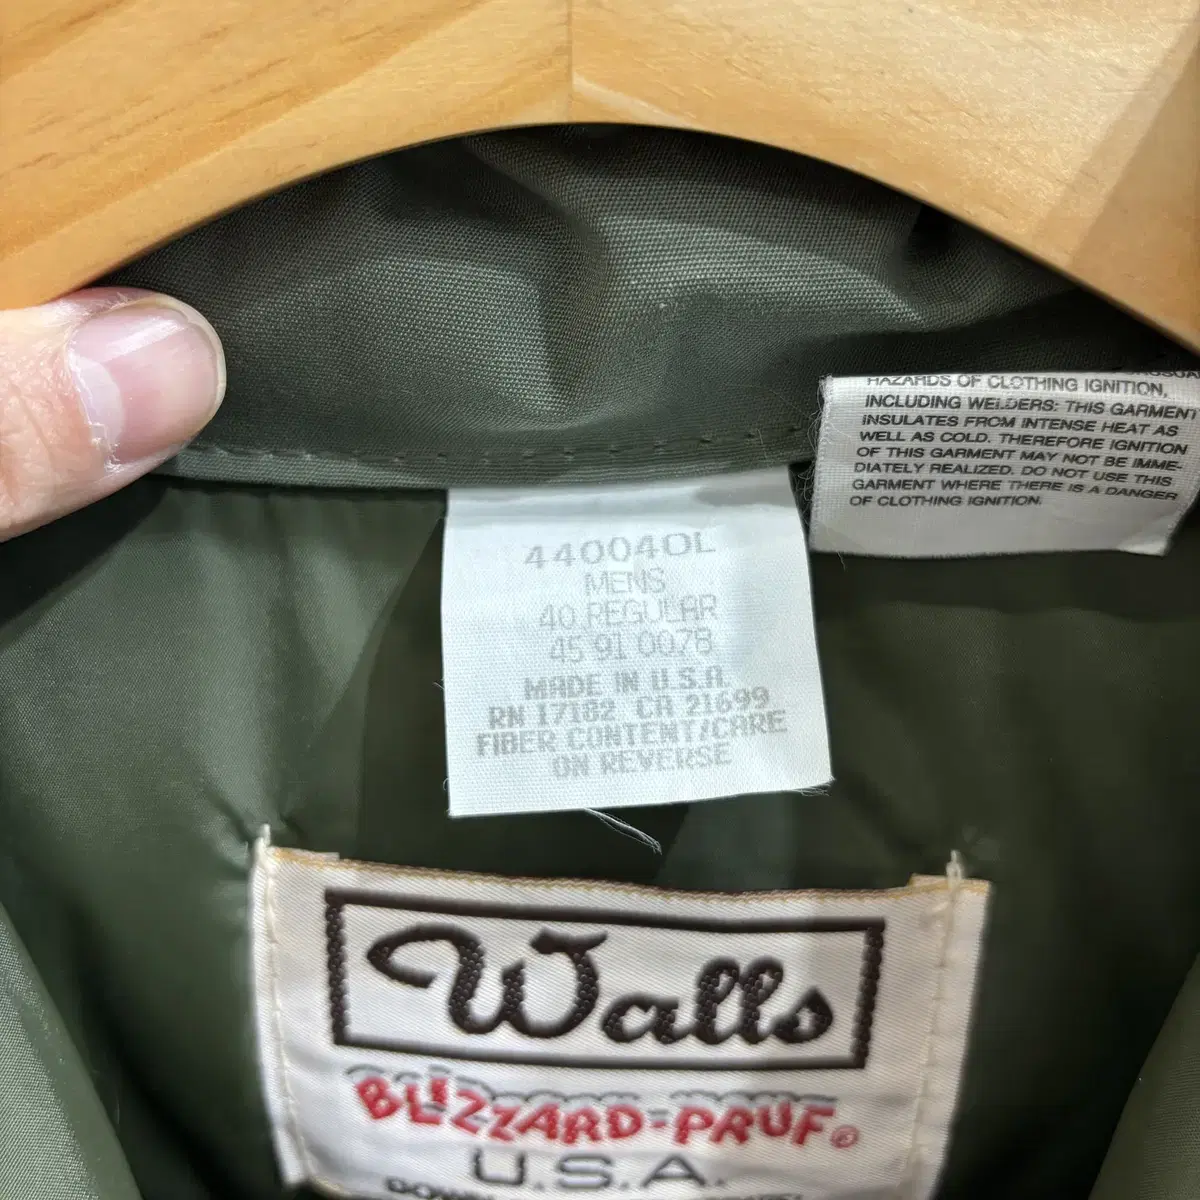 HAZARDS OF CLOTHING IGNITION,
INCLUDING WELDERS: THIS GARMENT
INSULATES FROM INTENSE HEAT AS
WELL AS COLD. THEREFORE IGNITION
OF THIS GARMENT MAY NOT BE IMME-
DIATELY REALIZED. DO NOT USE THIS
GARMENT WHERE THERE IS A DANGER
OF CLOTHING IGNITION.
440040L
MENS
40 REGULAR
45 91 0078
MADE IN U.S.A.
RN 17182 CA 21699
FIBER CONTENT/CARE
ON REVERSE
Walls
BLIZZARD-PRUF®
U.S.A.